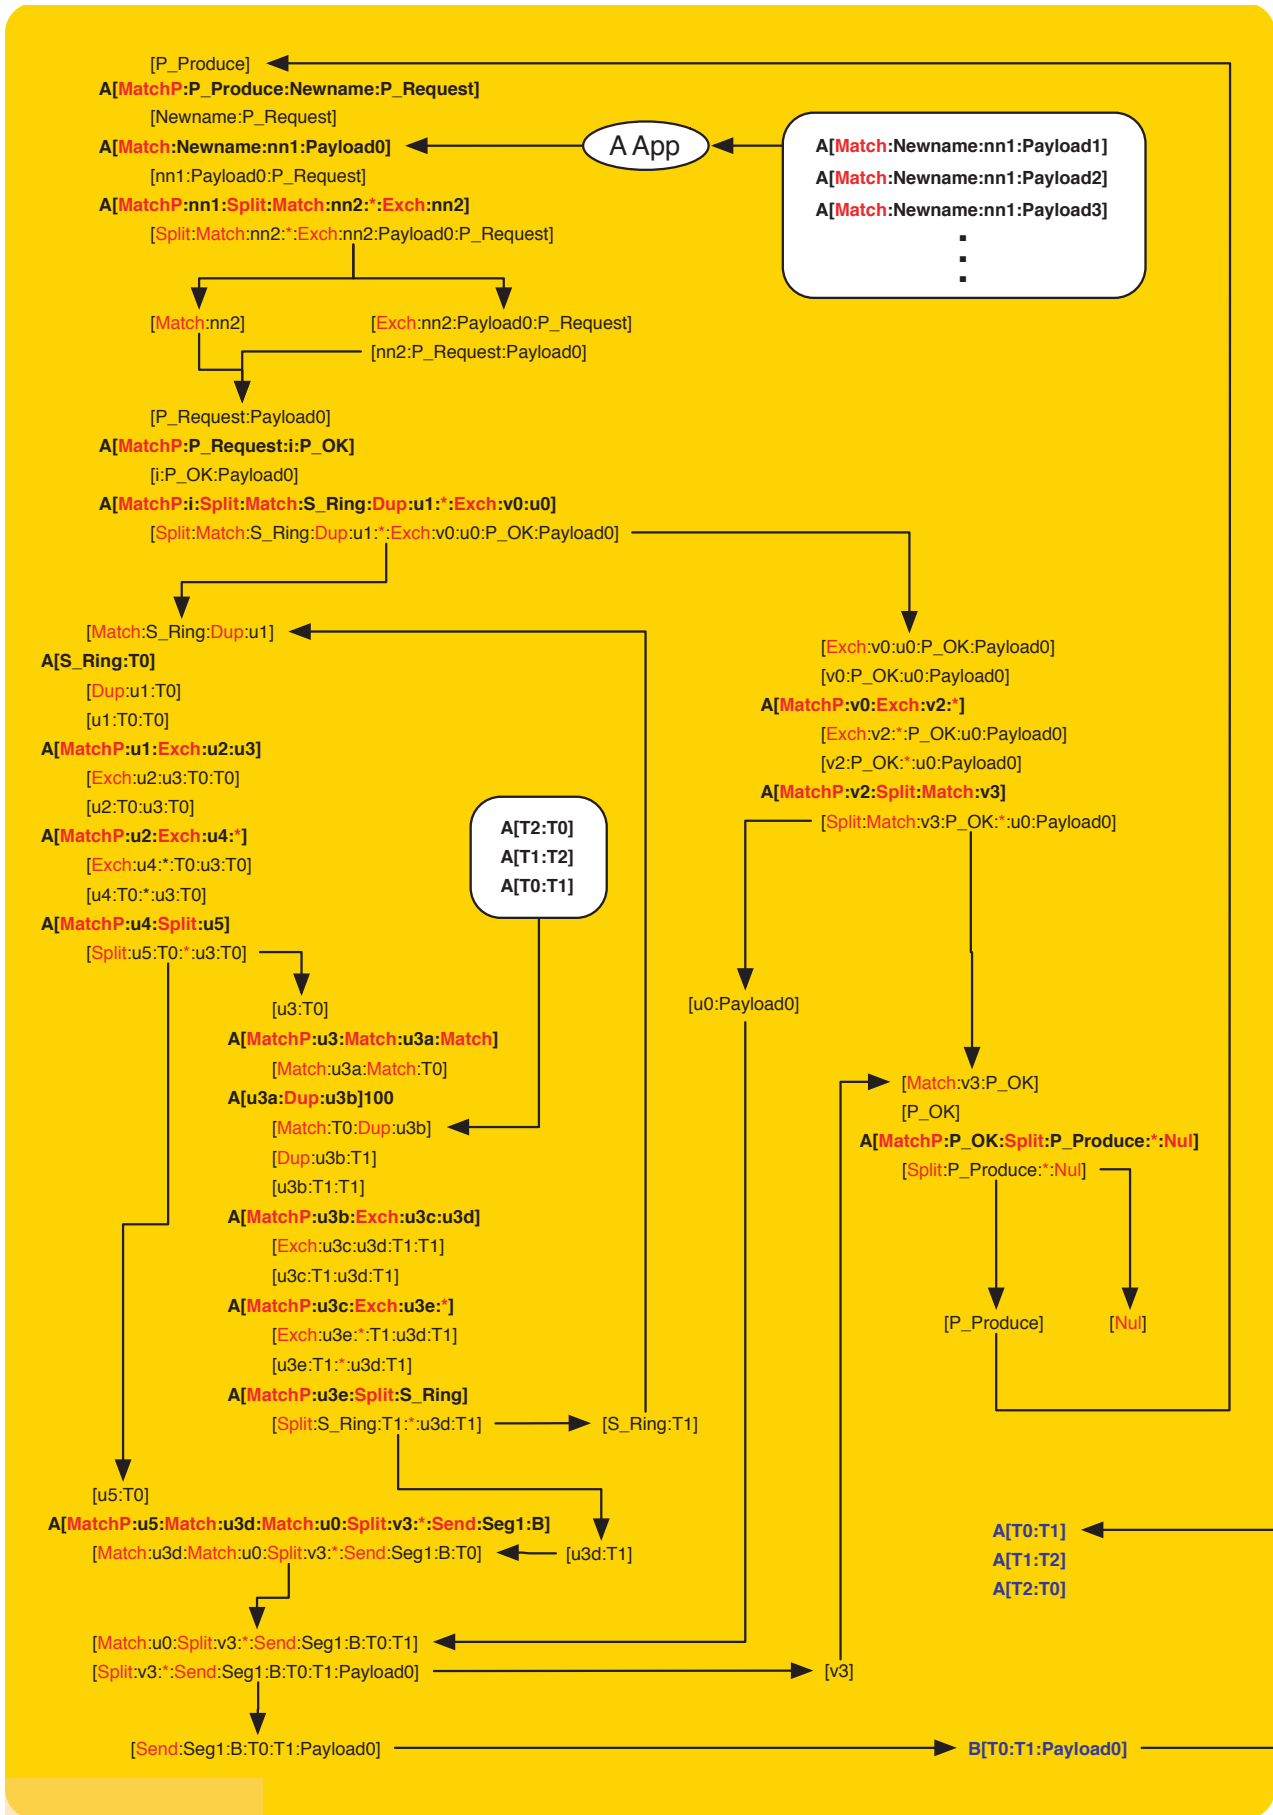 [P_Produce]
A[MatchP:P_Produce:Newname:P_Request]
[Newname:P_Request]
A[Match:Newname:nn1:Payload0]
A App
A[Match:Newname:nn1:Payload1]
A[Match:Newname:nn1:Payload2]
A[Match:Newname:nn1:Payload3]
[nn1:Payload0:P_Request]
A[MatchP:nn1:Split:Match:nn2:*:Exch:nn2]
[Split:Match:nn2:*:Exch:nn2:Payload0:P_Request]
[Match:nn2]
[Exch:nn2:Payload0:P_Request]
[nn2:P_Request:Payload0]
[P_Request:Payload0]
A[MatchP:P_Request:i:P_OK]
[i:P_OK:Payload0]
A[MatchP:i:Split:Match:S_Ring:Dup:u1:*:Exch:v0:u0]
[Split:Match:S_Ring:Dup:u1:*:Exch:v0:u0:P_OK:Payload0]
[Match:S_Ring:Dup:u1]
A[S_Ring:T0]
[Dup:u1:T0]
[u1:T0:T0]
A[MatchP:u1:Exch:u2:u3]
[Exch:u2:u3:T0:T0]
[u2:T0:u3:T0]
A[MatchP:u2:Exch:u4:*]
[Exch:u4:*:T0:u3:T0]
[u4:T0:*:u3:T0]
A[MatchP:u4:Split:u5]
[Split:u5:T0:*:u3:T0]
[Exch:v0:u0:P_OK:Payload0]
[v0:P_OK:u0:Payload0]
A[MatchP:v0:Exch:v2:*]
[Exch:v2:*:P_OK:u0:Payload0]
[v2:P_OK:*:u0:Payload0]
A[MatchP:v2:Split:Match:v3]
[Split:Match:v3:P_OK:*:u0:Payload0]
A[T2:T0]
A[T1:T2]
A[T0:T1]
[u3:T0]
A[MatchP:u3:Match:u3a:Match]
[Match:u3a:Match:T0]
A[u3a:Dup:u3b]100
[Match:T0:Dup:u3b]
[Dup:u3b:T1]
[u3b:T1:T1]
A[MatchP:u3b:Exch:u3c:u3d]
[Exch:u3c:u3d:T1:T1]
[u3c:T1:u3d:T1]
A[MatchP:u3c:Exch:u3e:*]
[Exch:u3e:*:T1:u3d:T1]
[u3e:T1:*:u3d:T1]
A[MatchP:u3e:Split:S_Ring]
[Split:S_Ring:T1:*:u3d:T1]
[S_Ring:T1]
[u0:Payload0]
[Match:v3:P_OK]
[P_OK]
A[MatchP:P_OK:Split:P_Produce:*:Nul]
[Split:P_Produce:*:Nul]
[P_Produce]
[Nul]
[u5:T0]
A[MatchP:u5:Match:u3d:Match:u0:Split:v3:*:Send:Seg1:B]
[Match:u3d:Match:u0:Split:v3:*:Send:Seg1:B:T0]
[u3d:T1]
A[T0:T1]
A[T1:T2]
A[T2:T0]
[Match:u0:Split:v3:*:Send:Seg1:B:T0:T1]
[Split:v3:*:Send:Seg1:B:T0:T1:Payload0]
[v3]
[Send:Seg1:B:T0:T1:Payload0]
B[T0:T1:Payload0]